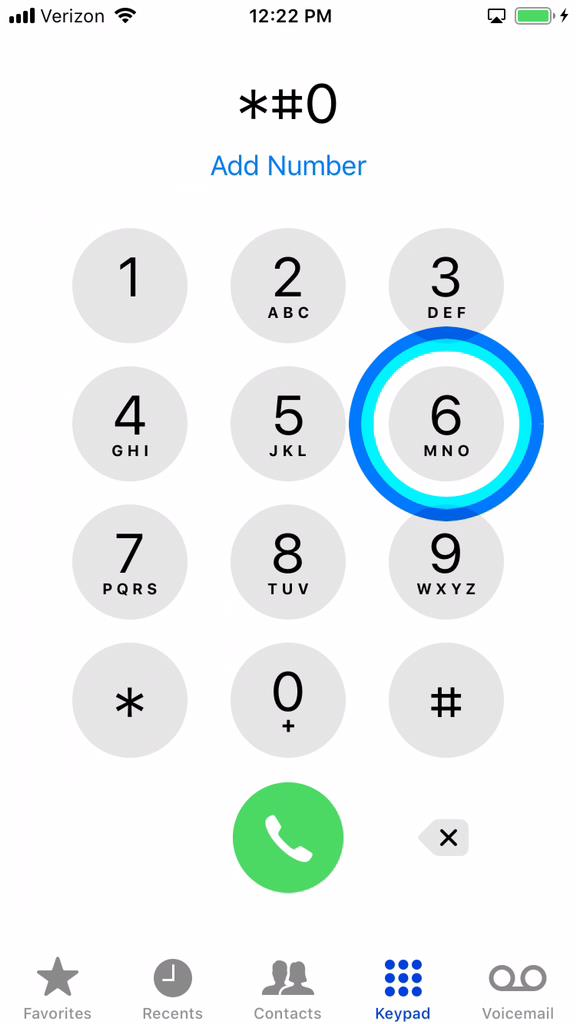 Verizon 12:22 PM
*#0
Add Number
1 2 3
ABC DEF
4 5 6
GHI JKL MNO
7 8 9
PQRS TUV WXYZ
* 0 #
+
Favorites Recents Contacts Keypad Voicemail